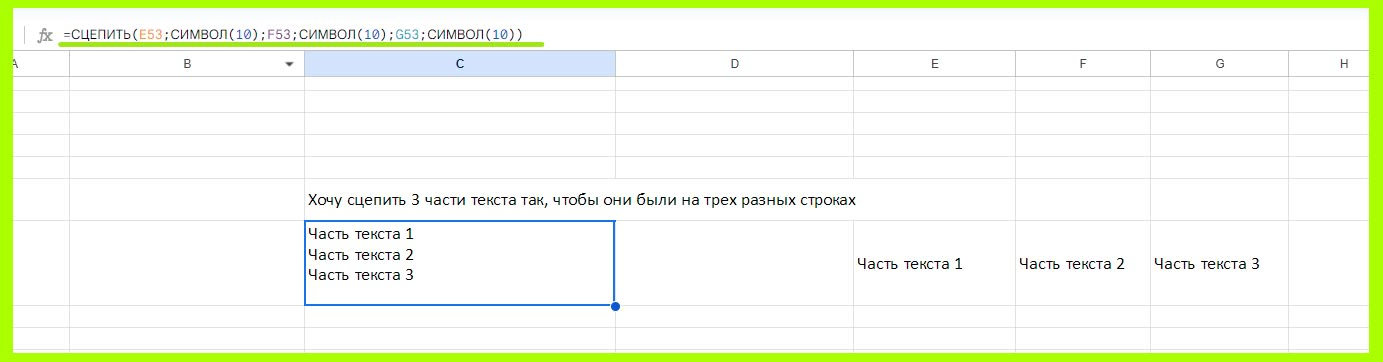 fx =СЦЕПИТЬ(E53;СИМВОЛ(10);F53;СИМВОЛ(10);G53;СИМВОЛ(10))
A B C D E F G H
Хочу сцепить 3 части текста так, чтобы они были на трех разных строках
Часть текста 1
Часть текста 2
Часть текста 3
Часть текста 1 Часть текста 2 Часть текста 3